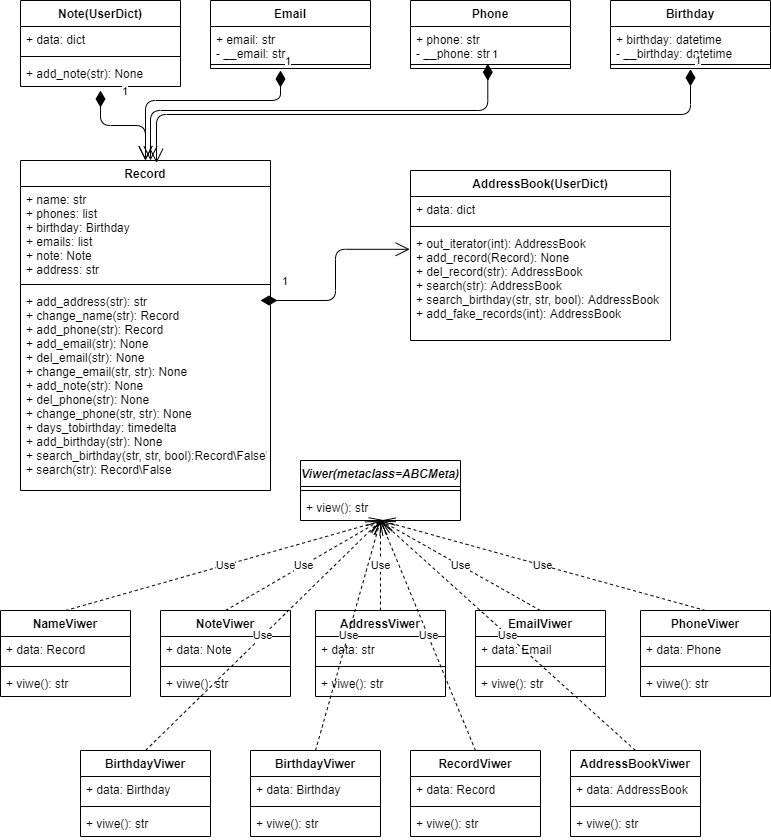 Note(UserDict)
+ data: dict
+ add_note(str): None
1
Email
+ email: str
- __email: str
1
Phone
+ phone: str
- __phone: str
1
Birthday
+ birthday: datetime
- __birthday: datetime
1
Record
+ name: str
+ phones: list
+ birthday: Birthday
+ emails: list
+ note: Note
+ address: str
+ add_address(str): str
+ change_name(str): Record
+ add_phone(str): Record
+ add_email(str): None
+ del_email(str): None
+ change_email(str, str): None
+ add_note(str): None
+ del_phone(str): None
+ change_phone(str, str): None
+ days_tobirthday: timedelta
+ add_birthday(str): None
+ search_birthday(str, str, bool):Record\False
+ search(str): Record\False
1
AddressBook(UserDict)
+ data: dict
+ out_iterator(int): AddressBook
+ add_record(Record): None
+ del_record(str): AddressBook
+ search(str): AddressBook
+ search_birthday(str, str, bool): AddressBook
+ add_fake_records(int): AddressBook
Viwer(metaclass=ABCMeta)
+ view(): str
Use
Use
Use
Use
Use
NameViwer
+ data: Record
+ viwe(): str
NoteViwer
+ data: Note
+ viwe(): str
AddressViwer
+ data: str
+ viwe(): str
EmailViwer
+ data: Email
+ viwe(): str
PhoneViwer
+ data: Phone
+ viwe(): str
Use
Use
Use
Use
BirthdayViwer
+ data: Birthday
+ viwe(): str
BirthdayViwer
+ data: Birthday
+ viwe(): str
RecordViwer
+ data: Record
+ viwe(): str
AddressBookViwer
+ data: AddressBook
+ viwe(): str